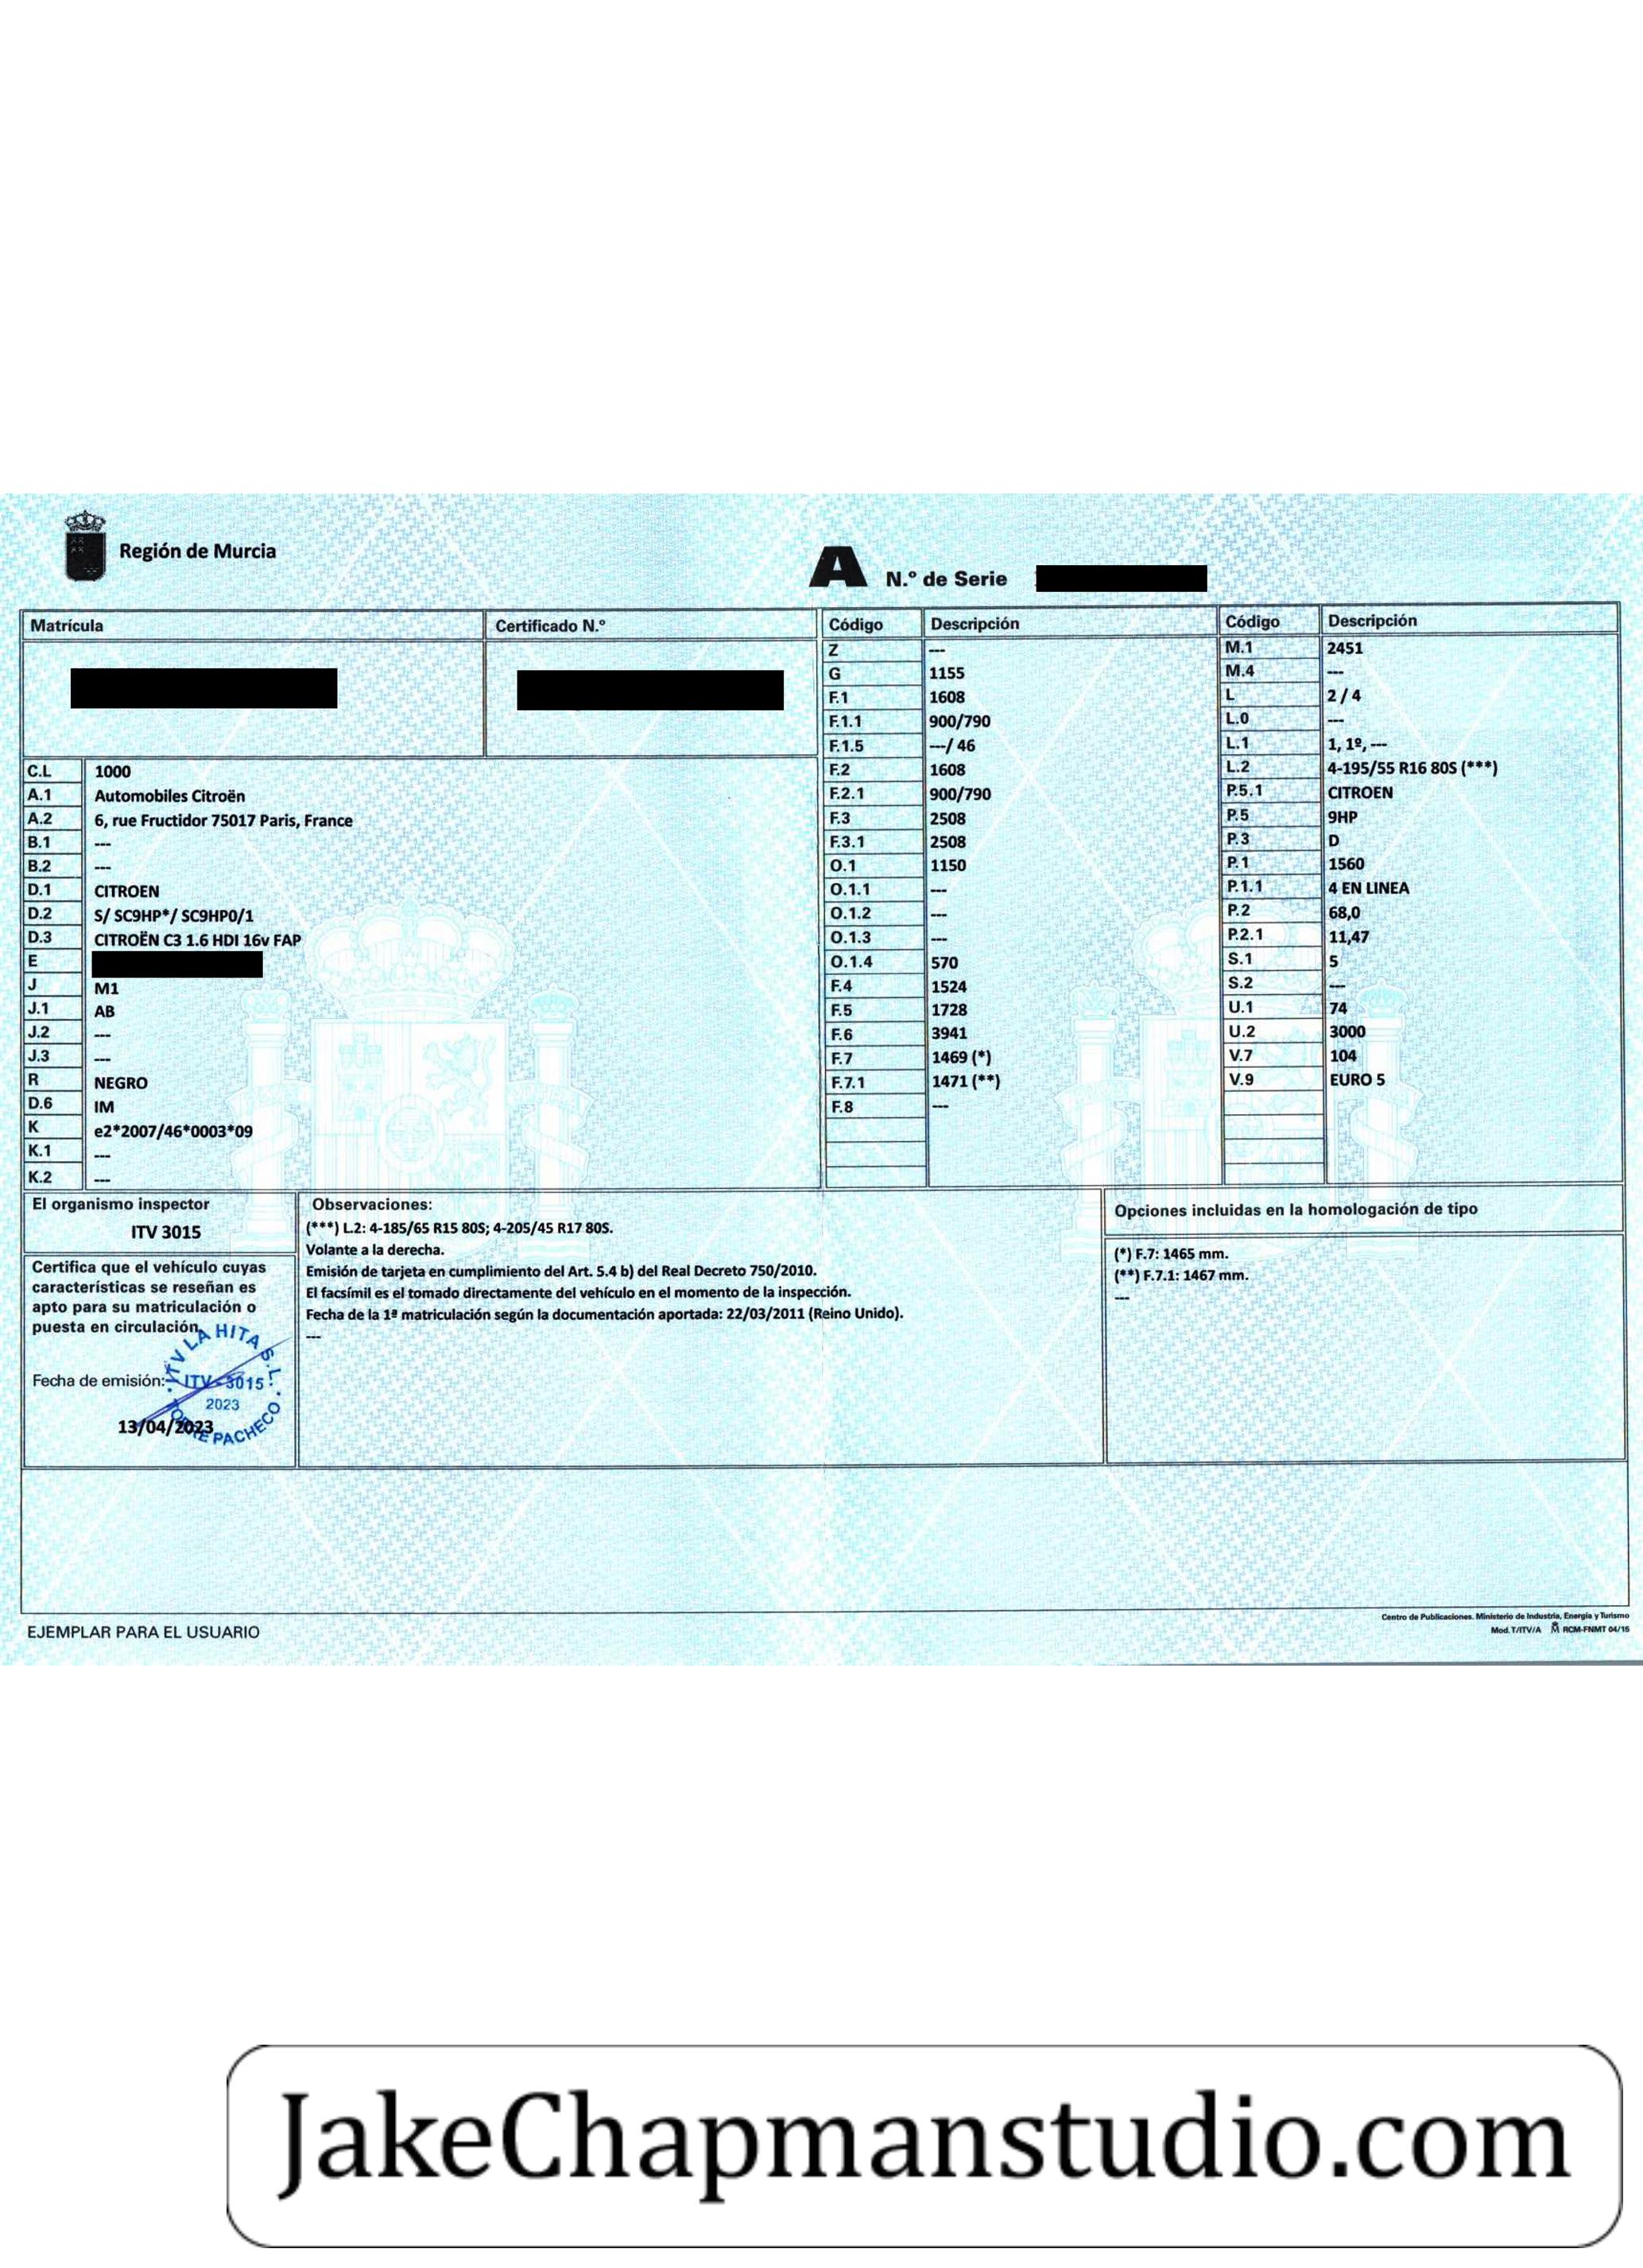 Región de Murcia
A N.º de Serie
Matrícula
Certificado N.º
C.L 1000
A.1 Automobiles Citroën
A.2 6, rue Fructidor 75017 Paris, France
B.1 ---
B.2 ---
D.1 CITROEN
D.2 S/ SC9HP*/ SC9HP0/1
D.3 CITROËN C3 1.6 HDI 16v FAP
E
J M1
J.1 AB
J.2 ---
J.3 ---
R NEGRO
D.6 IM
K e2*2007/46*0003*09
K.1 ---
K.2 ---
Código Descripción
Z ---
G 1155
F.1 1608
F.1.1 900/790
F.1.5 ---/ 46
F.2 1608
F.2.1 900/790
F.3 2508
F.3.1 2508
O.1 1150
O.1.1 ---
O.1.2 ---
O.1.3 ---
O.1.4 570
F.4 1524
F.5 1728
F.6 3941
F.7 1469 (*)
F.7.1 1471 (**)
F.8 ---
Código Descripción
M.1 2451
M.4 ---
L 2 / 4
L.0 ---
L.1 1, 1º, ---
L.2 4-195/55 R16 80S (***)
P.5.1 CITROEN
P.5 9HP
P.3 D
P.1 1560
P.1.1 4 EN LINEA
P.2 68,0
P.2.1 11,47
S.1 5
S.2 ---
U.1 74
U.2 3000
V.7 104
V.9 EURO 5
El organismo inspector
ITV 3015
Certifica que el vehículo cuyas
características se reseñan es
apto para su matriculación o
puesta en circulación
Fecha de emisión:
13/04/2023
ITV LA HITA S.L.
ITV - 3015
2023
TORRE PACHECO
Observaciones:
(***) L.2: 4-185/65 R15 80S; 4-205/45 R17 80S.
Volante a la derecha.
Emisión de tarjeta en cumplimiento del Art. 5.4 b) del Real Decreto 750/2010.
El facsímil es el tomado directamente del vehículo en el momento de la inspección.
Fecha de la 1ª matriculación según la documentación aportada: 22/03/2011 (Reino Unido).
---
Opciones incluidas en la homologación de tipo
(*) F.7: 1465 mm.
(**) F.7.1: 1467 mm.
---
EJEMPLAR PARA EL USUARIO
Centro de Publicaciones. Ministerio de Industria, Energía y Turismo
Mod. T/ITV/A M RCM-FNMT 04/15
JakeChapmanstudio.com